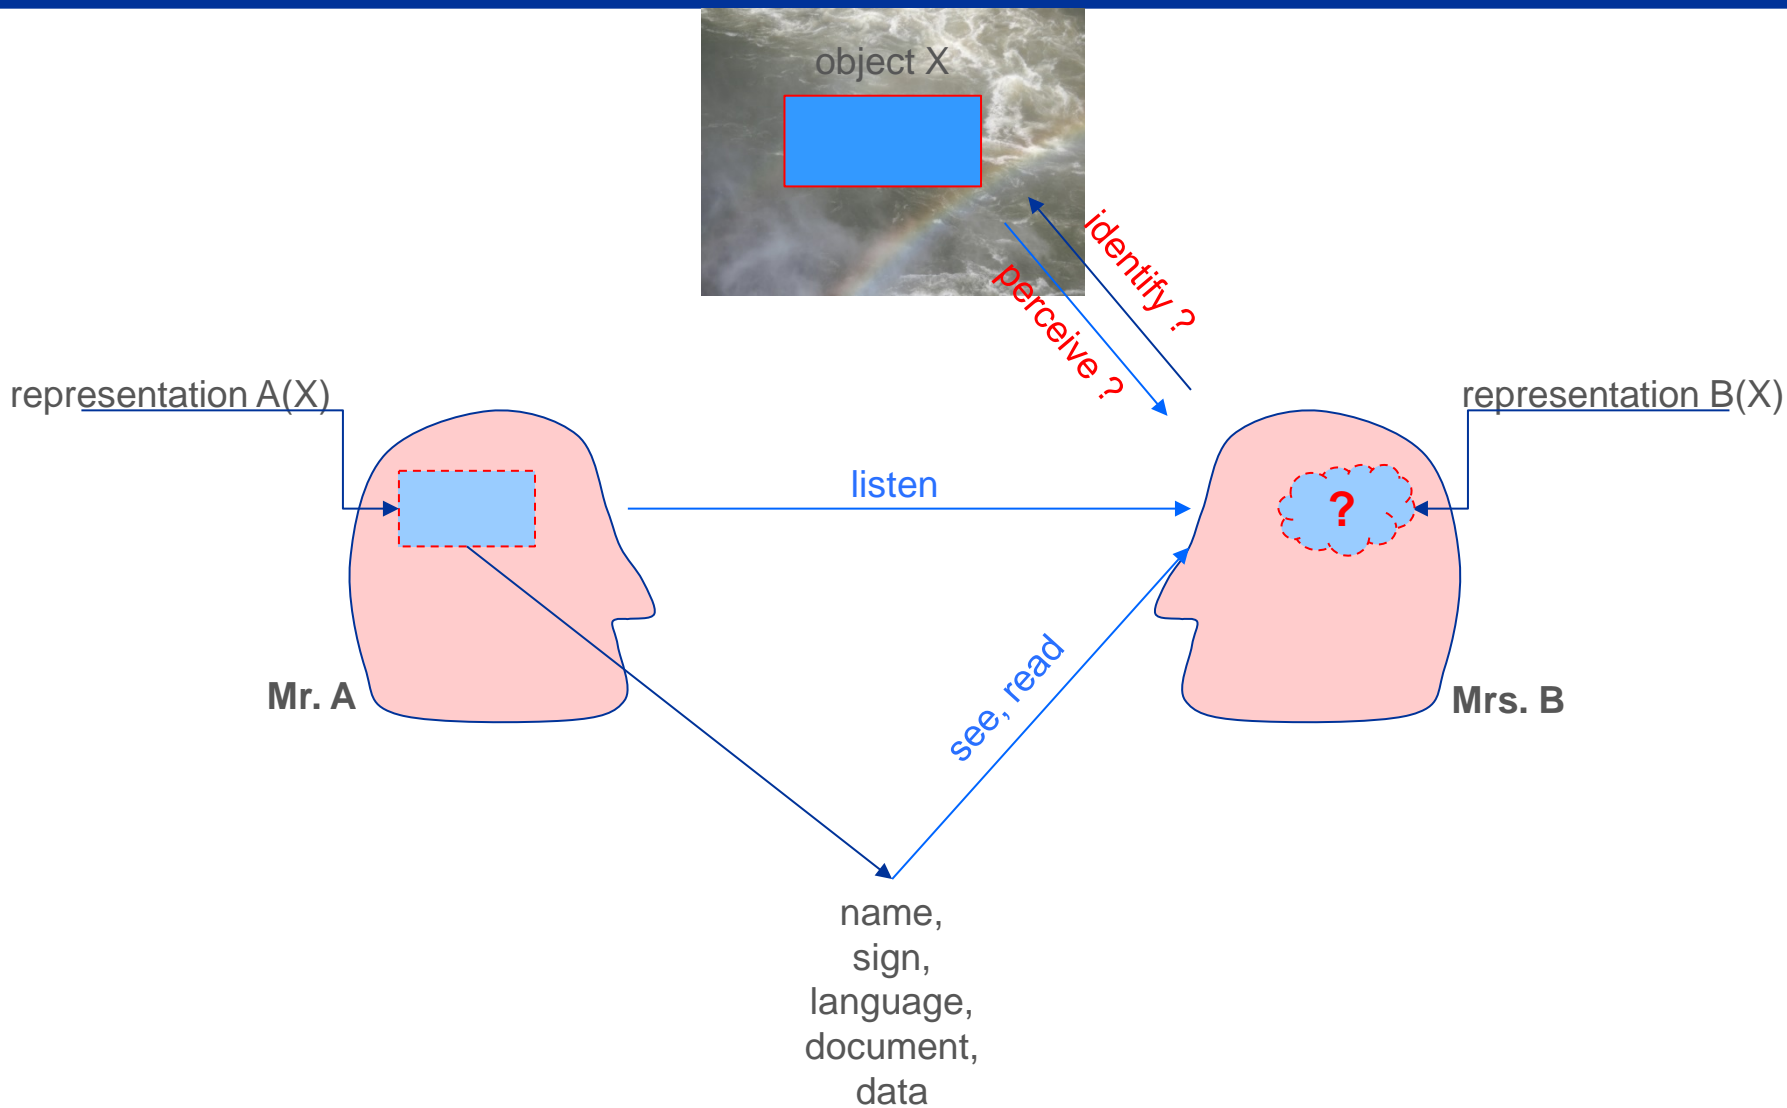 object X
identify ?
perceive ?
representation A(X)
representation B(X)
listen
?
see, read
Mr. A
Mrs. B
name,
sign,
language,
document,
data